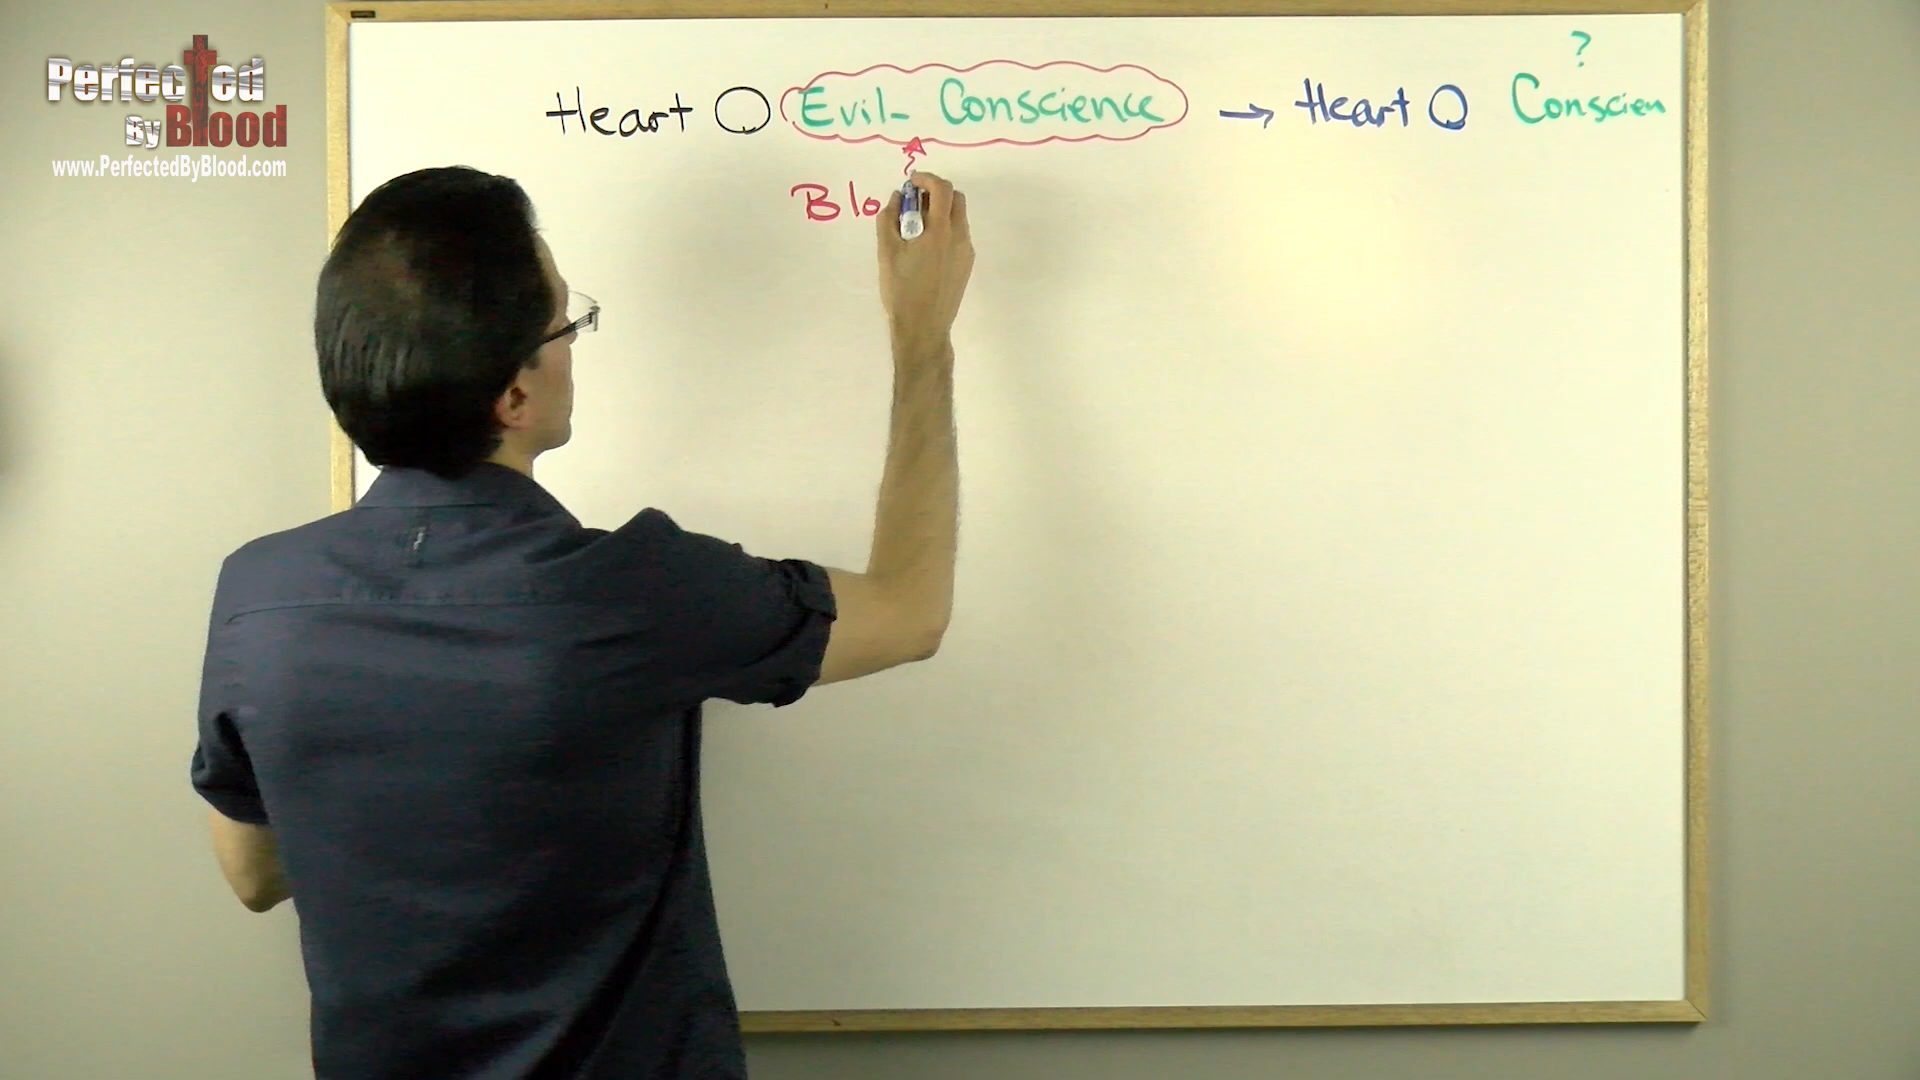 Perfected
By Blood
www.PerfectedByBlood.com
?
Heart O Evil- Conscience → Heart O Conscien
Blo